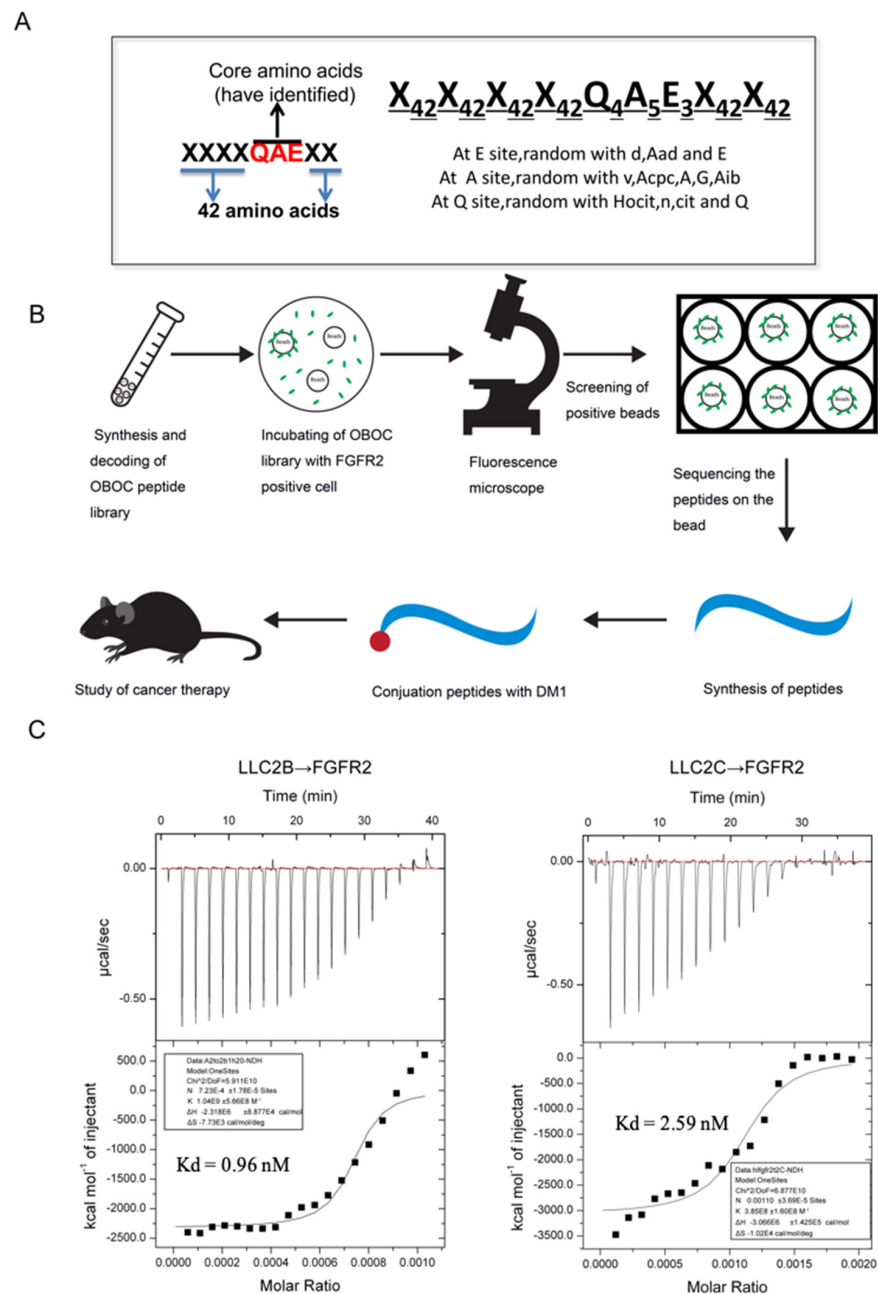 A
Core amino acids
(have identified)
XXXXQAEXX
42 amino acids
X42X42X42X42Q4A5E3X42X42
At E site,random with d,Aad and E
At A site,random with v,Acpc,A,G,Aib
At Q site,random with Hocit,n,cit and Q
B
Beads
Beads
Beads
Beads
Beads
Beads
Beads
Beads
Beads
Synthesis and
decoding of
OBOC peptide
library
Incubating of OBOC
library with FGFR2
positive cell
Fluorescence
microscope
Screening of
positive beads
Sequencing the
peptides on the
bead
Study of cancer therapy
Conjuation peptides with DM1
Synthesis of peptides
C
LLC2B→FGFR2
Time (min)
0 10 20 30 40
0.00
-0.50
µcal/sec
500.0
0.0
-500.0
-1000.0
-1500.0
-2000.0
-2500.0
kcal mol⁻¹ of injectant
Data:A2to2b1h20-NDH
Model:OneSites
Chi^2/DoF=5.911E10
N 7.23E-4 ±1.78E-5 Sites
K 1.04E9 ±5.66E8 M⁻¹
ΔH -2.318E6 ±8.877E4 cal/mol
ΔS -7.73E3 cal/mol/deg
Kd = 0.96 nM
0.0000 0.0002 0.0004 0.0006 0.0008 0.0010
Molar Ratio
LLC2C→FGFR2
Time (min)
0 10 20 30
0.00
-0.50
µcal/sec
0.0
-500.0
-1000.0
-1500.0
-2000.0
-2500.0
-3000.0
-3500.0
kcal mol⁻¹ of injectant
Kd = 2.59 nM
Data:hlfgfr2t2C-NDH
Model:OneSites
Chi^2/DoF=6.877E10
N 0.00110 ±3.69E-5 Sites
K 3.85E8 ±1.60E8 M⁻¹
ΔH -3.066E6 ±1.425E5 cal/mol
ΔS -1.02E4 cal/mol/deg
0.0000 0.0005 0.0010 0.0015 0.0020
Molar Ratio